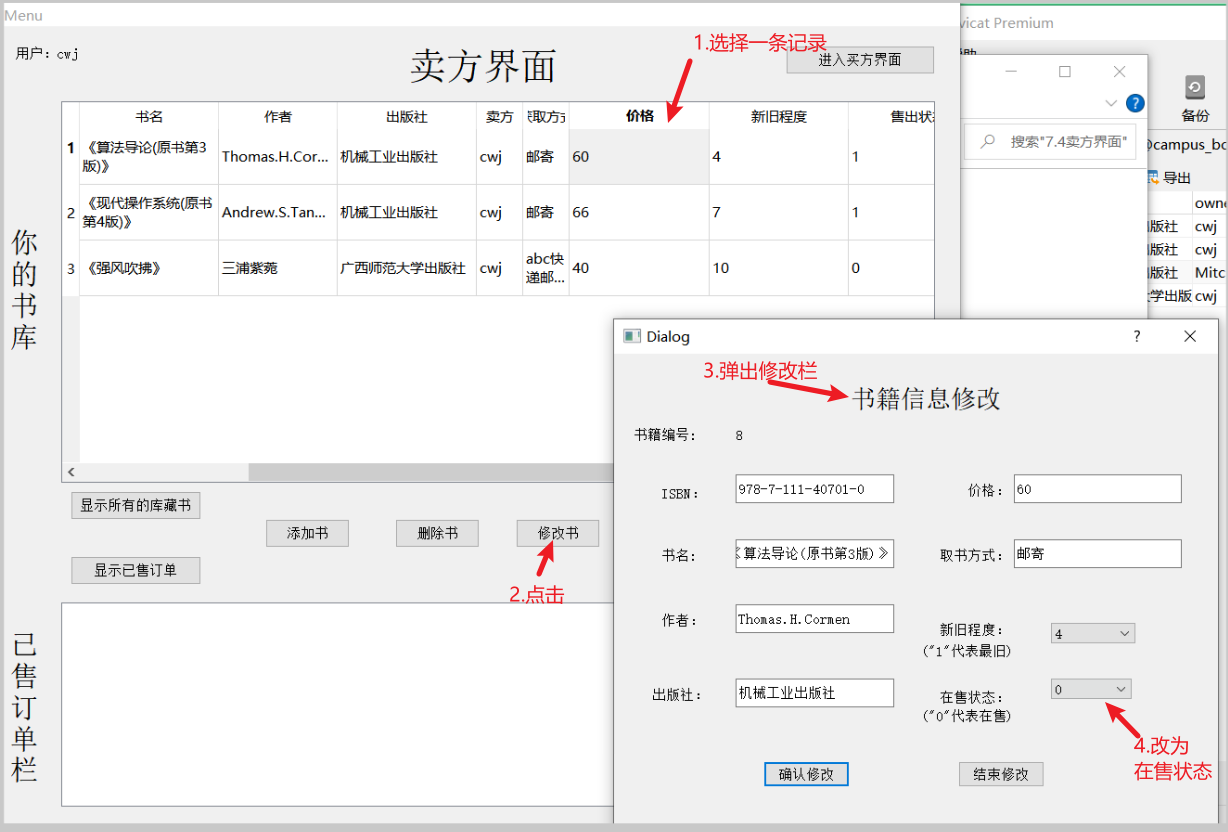 Menu
vicat Premium
用户：cwj
卖方界面
1.选择一条记录
进入买方界面
备份
搜索"7.4卖方界面"
导出
书名 作者 出版社 卖方 价格 新旧程度 售出状
1 《算法导论(原书第3版)》 Thomas.H.Cor... 机械工业出版社 cwj 邮寄 60 4 1
2 《现代操作系统(原书第4版)》 Andrew.S.Tan... 机械工业出版社 cwj 邮寄 66 7 1
3 《强风吹拂》 三浦紫苑 广西师范大学出版社 cwj abc快递邮... 40 10 0
campus_bo
owne
版社 cwj
版社 cwj
版社 Mitc
学出版 cwj
你的书库
显示所有的库藏书
添加书
删除书
修改书
2.点击
显示已售订单
已售订单栏
Dialog
3.弹出修改栏
书籍信息修改
书籍编号： 8
ISBN： 978-7-111-40701-0
价格： 60
书名： 《算法导论(原书第3版)》
取书方式： 邮寄
作者： Thomas.H.Cormen
新旧程度： 4
("1"代表最旧)
出版社： 机械工业出版社
在售状态： 0
("0"代表在售)
4.改为
在售状态
确认修改
结束修改